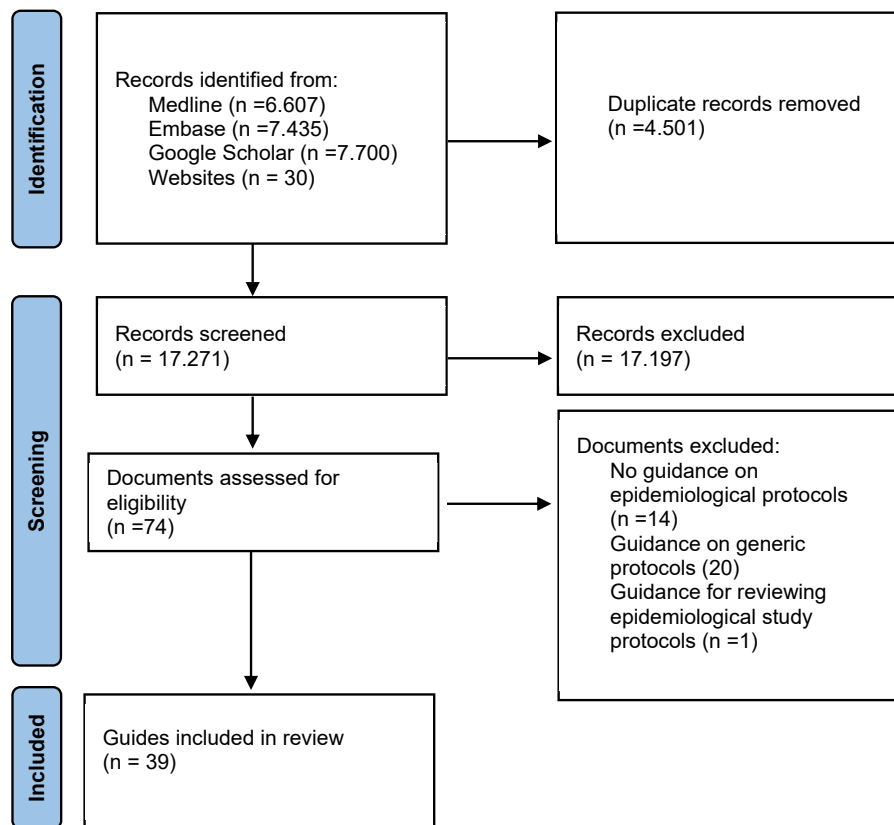 Identification
Records identified from:
Medline (n =6.607)
Embase (n =7.435)
Google Scholar (n =7.700)
Websites (n = 30)
Duplicate records removed
(n =4.501)
Screening
Records screened
(n = 17.271)
Records excluded
(n = 17.197)
Documents assessed for
eligibility
(n =74)
Documents excluded:
No guidance on
epidemiological protocols
(n =14)
Guidance on generic
protocols (20)
Guidance for reviewing
epidemiological study
protocols (n =1)
Included
Guides included in review
(n = 39)